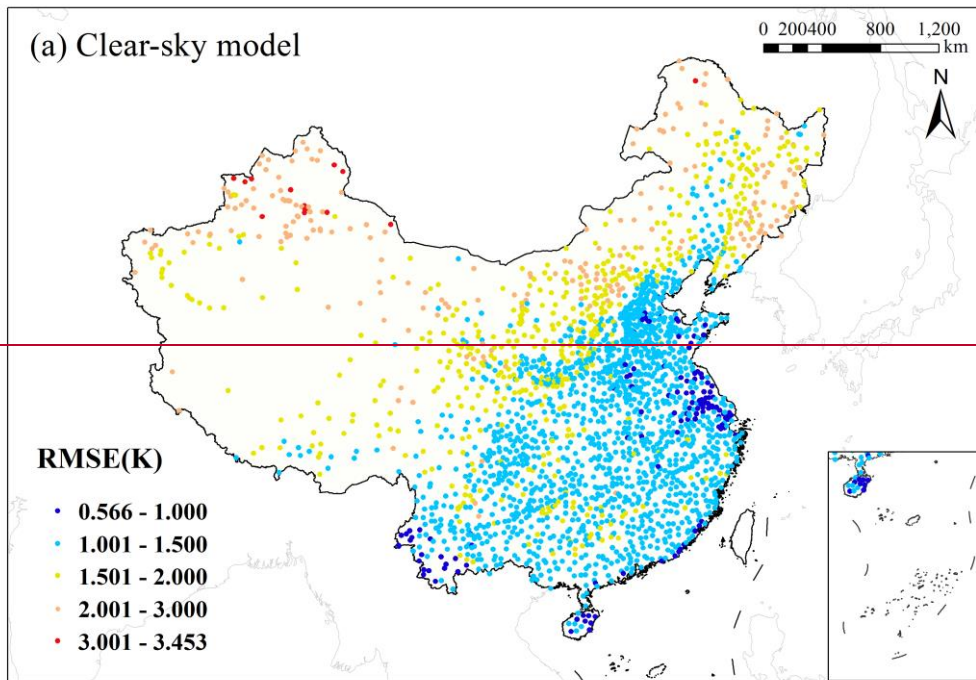 (a) Clear-sky model
0 200400 800 1,200
km
N
RMSE(K)
0.566 - 1.000
1.001 - 1.500
1.501 - 2.000
2.001 - 3.000
3.001 - 3.453